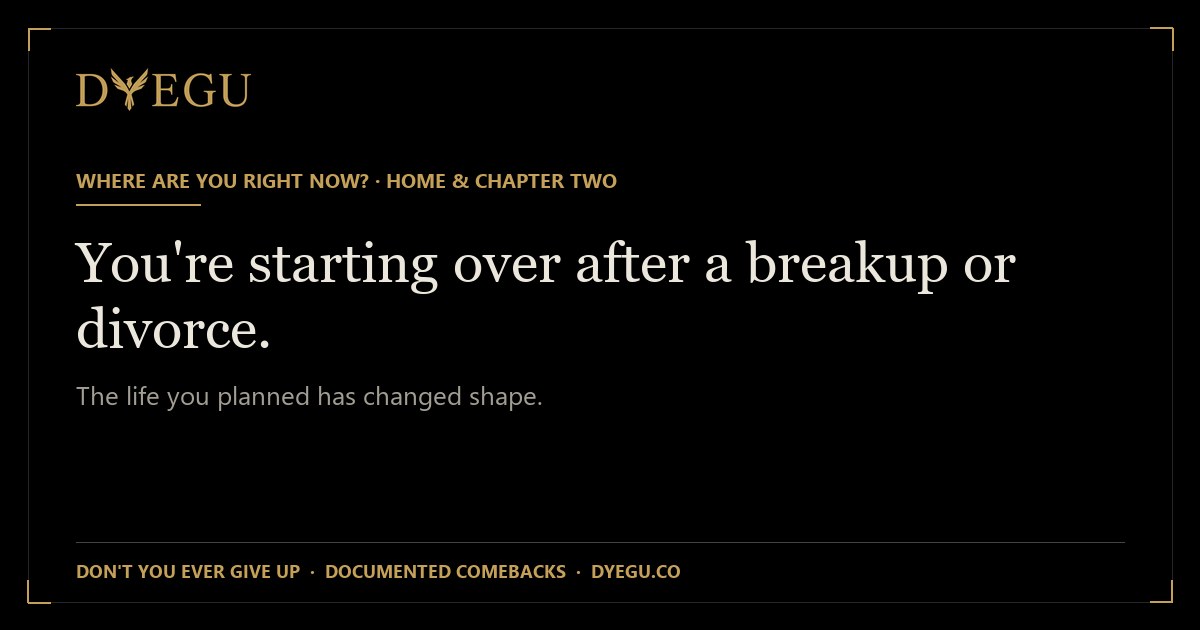 DYEGU
WHERE ARE YOU RIGHT NOW? · HOME & CHAPTER TWO
You're starting over after a breakup or
divorce.
The life you planned has changed shape.
DON'T YOU EVER GIVE UP · DOCUMENTED COMEBACKS · DYEGU.CO